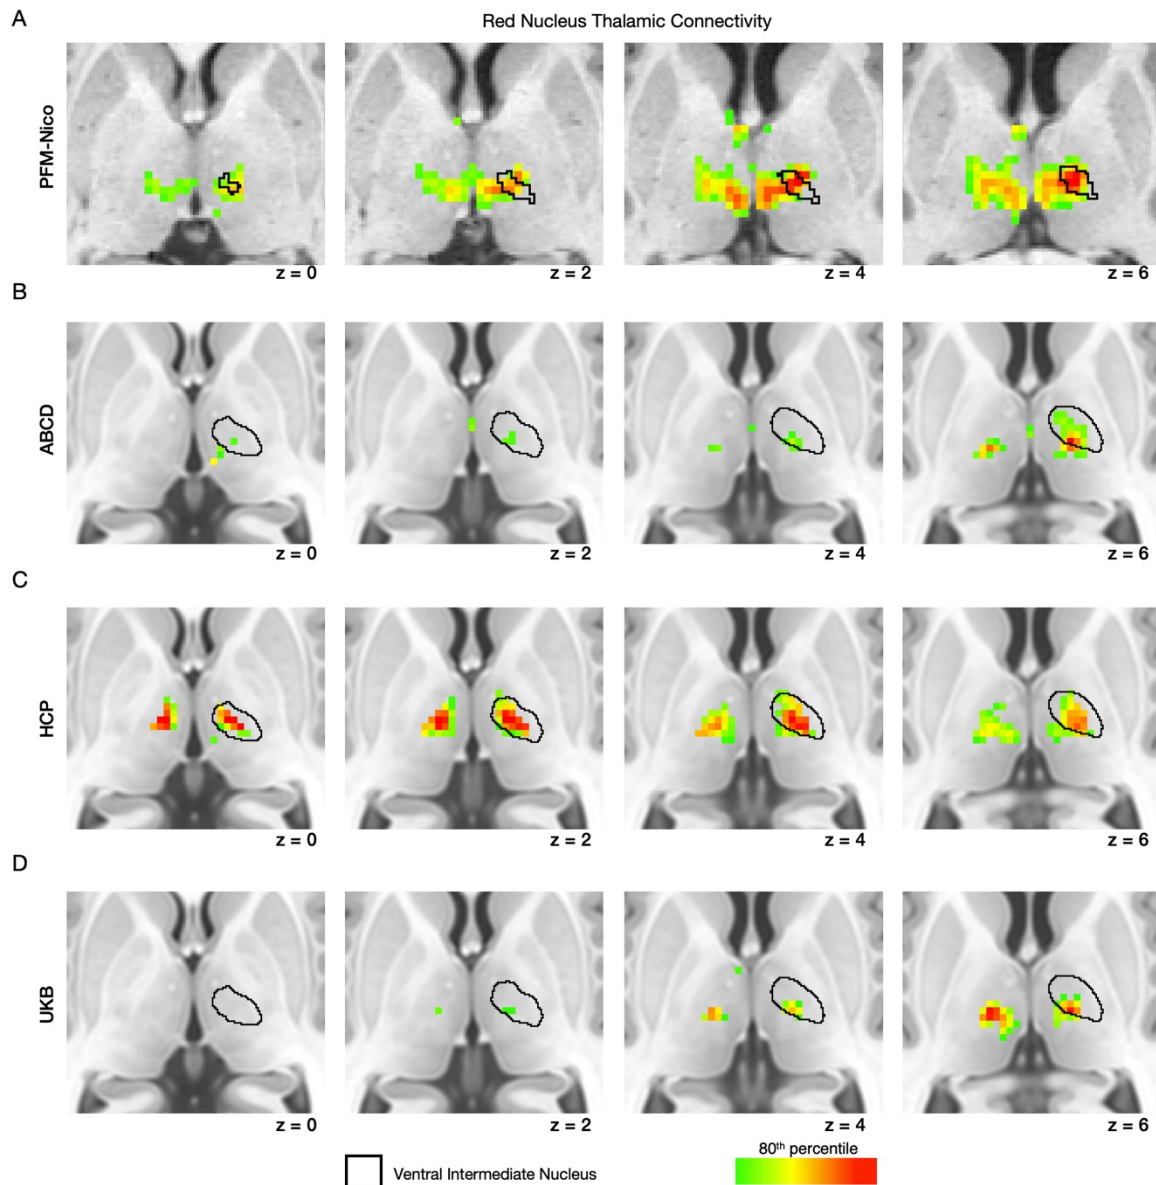 A
Red Nucleus Thalamic Connectivity
PFM-Nico
z = 0
z = 2
z = 4
z = 6
B
ABCD
z = 0
z = 2
z = 4
z = 6
C
HCP
z = 0
z = 2
z = 4
z = 6
D
UKB
z = 0
z = 2
z = 4
z = 6
Ventral Intermediate Nucleus
80th percentile